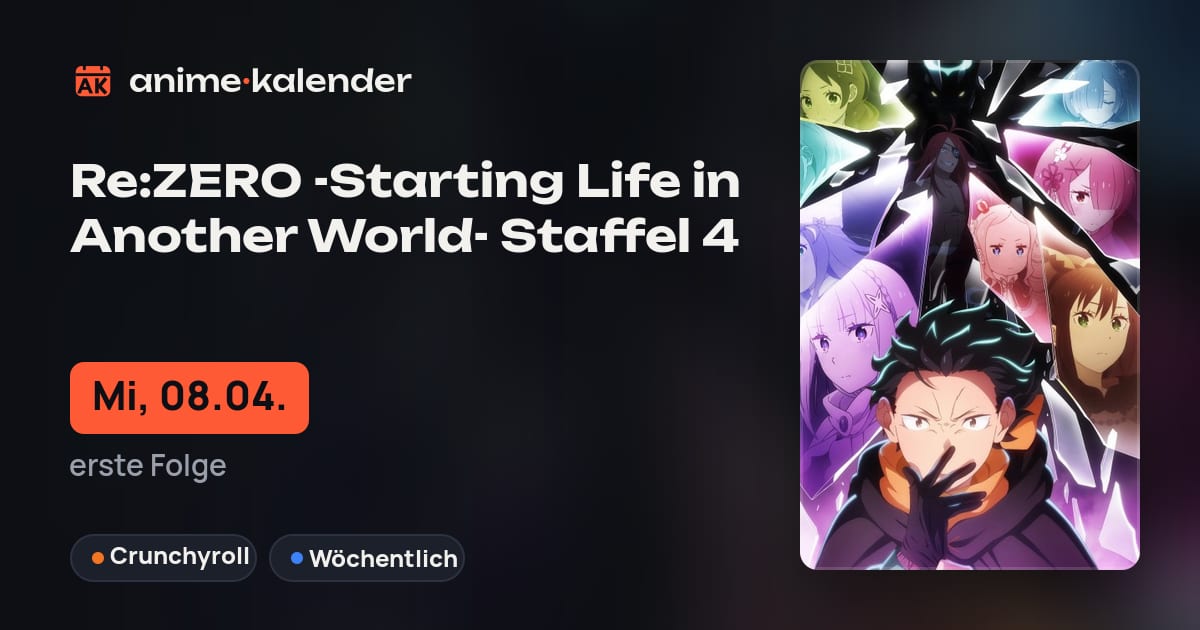 AK
anime·kalender
Re:ZERO -Starting Life in
Another World- Staffel 4
Mi, 08.04.
erste Folge
Crunchyroll
Wöchentlich